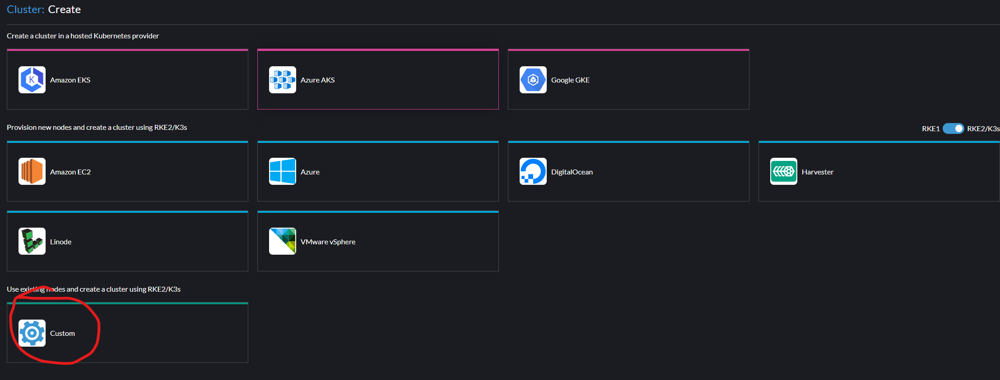 Cluster: Create
Create a cluster in a hosted Kubernetes provider
K
Amazon EKS
Azure AKS
Google GKE
Provision new nodes and create a cluster using RKE2/K3s
RKE1
RKE2/K3s
Amazon EC2
Azure
DigitalOcean
Harvester
Linode
VMware vSphere
Use existing nodes and create a cluster using RKE2/K3s
Custom